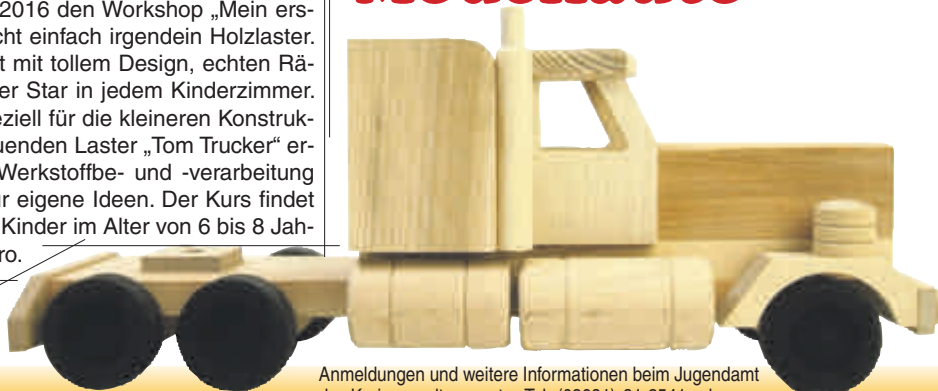 2016 den Workshop „Mein ers-
cht einfach irgendein Holzlaster.
t mit tollem Design, echten Rä-
er Star in jedem Kinderzimmer.
eziell für die kleineren Konstruk-
uenden Laster „Tom Trucker“ er-
Werkstoffbe- und -verarbeitung
r eigene Ideen. Der Kurs findet
Kinder im Alter von 6 bis 8 Jah-
ro.
Anmeldungen und weitere Informationen beim Jugendamt